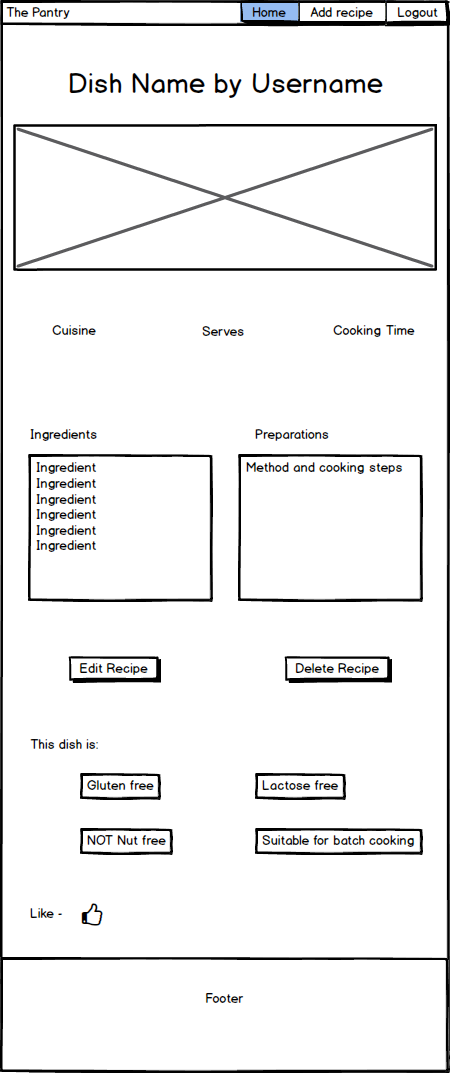 The Pantry Home Add recipe Logout
Dish Name by Username
Cuisine Serves Cooking Time
Ingredients
Ingredient
Ingredient
Ingredient
Ingredient
Ingredient
Ingredient
Preparations
Method and cooking steps
Edit Recipe Delete Recipe
This dish is:
Gluten free Lactose free
NOT Nut free Suitable for batch cooking
Like -
Footer